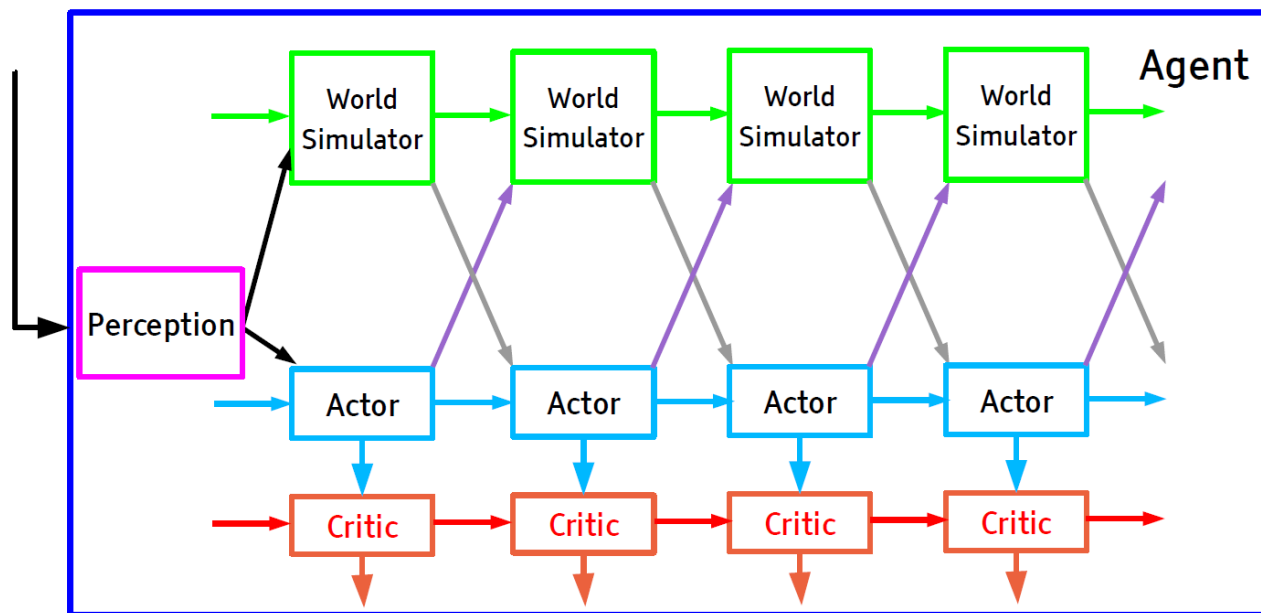 Agent
World
Simulator
World
Simulator
World
Simulator
World
Simulator
Perception
Actor
Actor
Actor
Actor
Critic
Critic
Critic
Critic